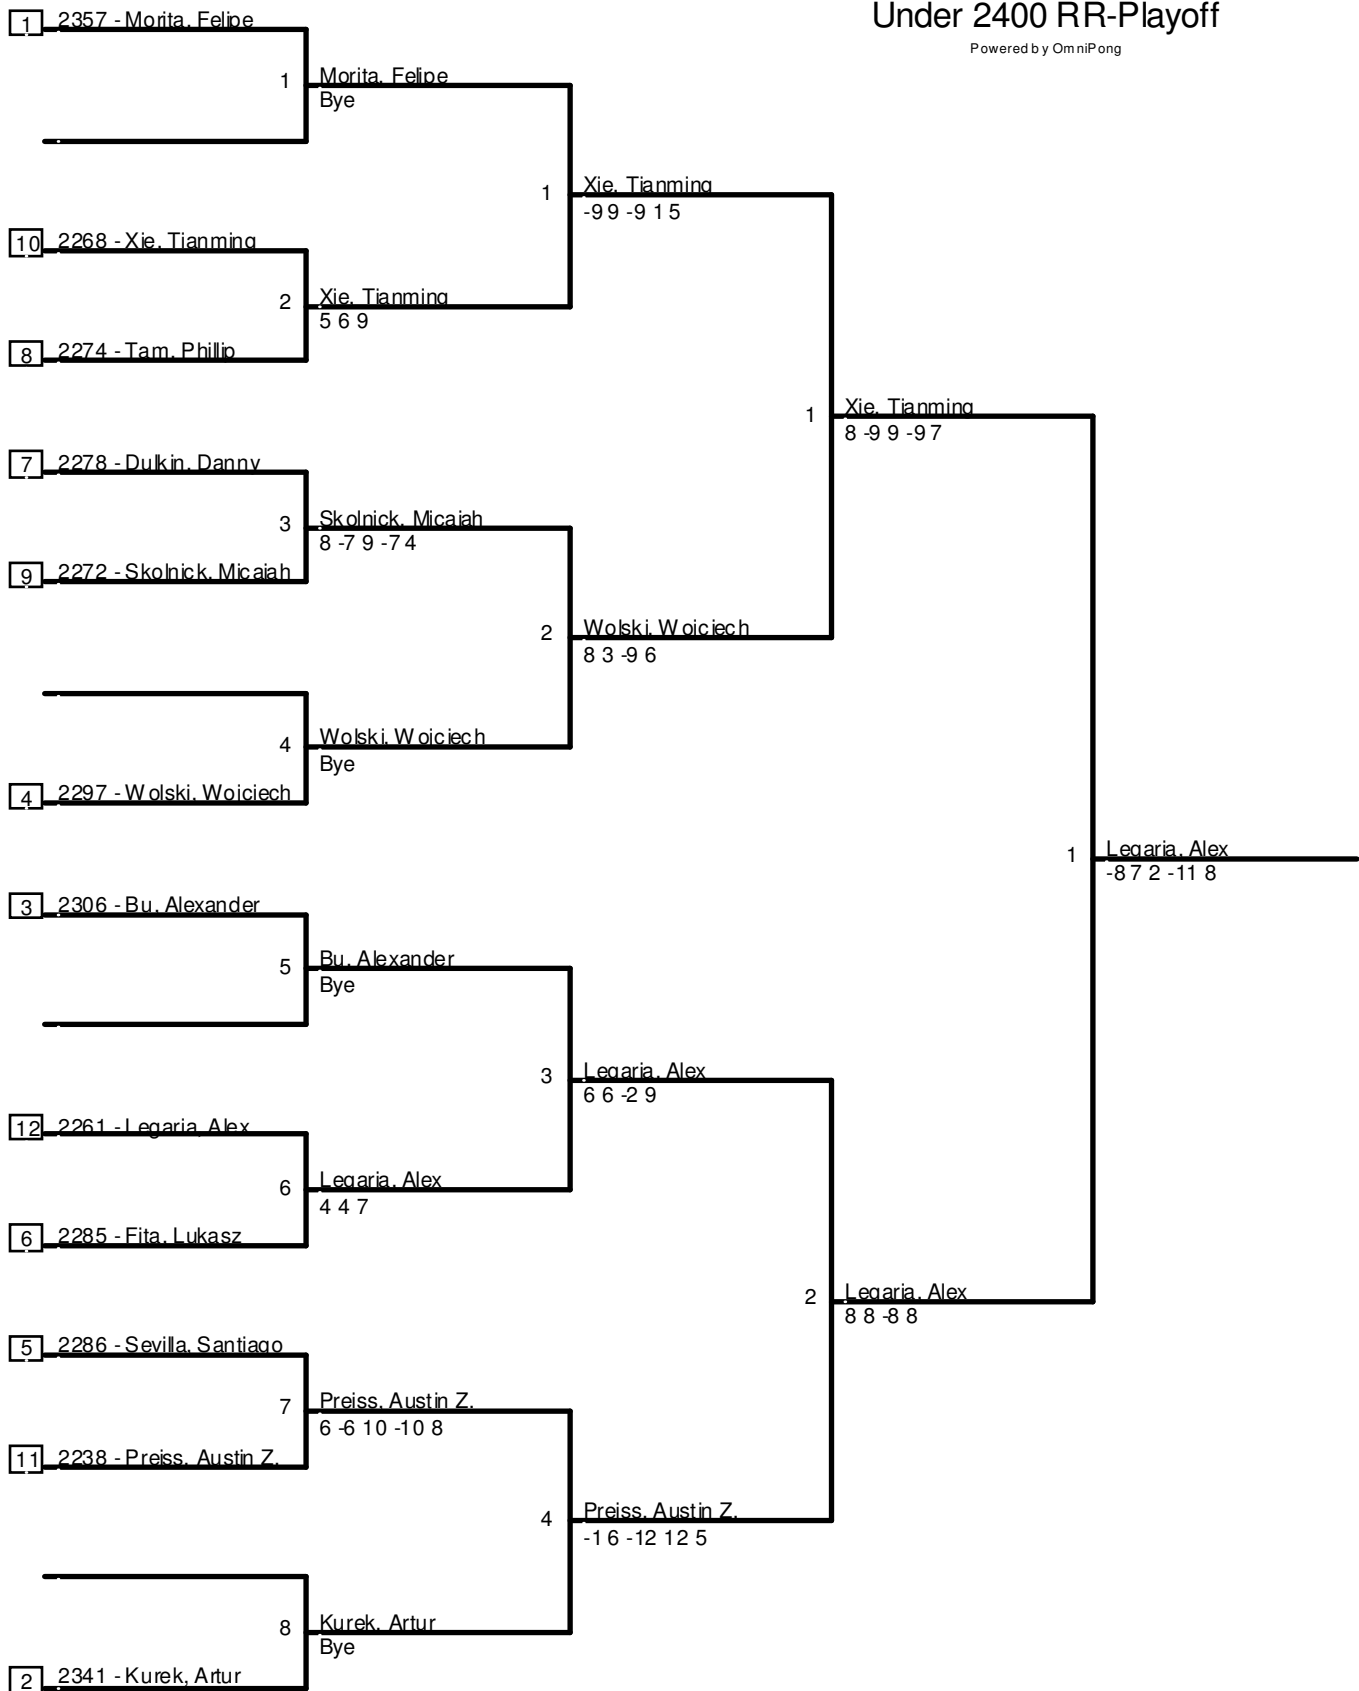 Under 2400 RR-Playoff
Powered by OmniPong
1 2357 - Morita, Felipe
1 Morita, Felipe
Bye
1 Xie, Tianming
-9 9 -9 1 5
10 2268 - Xie, Tianming
2 Xie, Tianming
5 6 9
8 2274 - Tam, Phillip
1 Xie, Tianming
8 -9 9 -9 7
7 2278 - Dulkin, Danny
3 Skolnick, Micaiah
8 -7 9 -7 4
9 2272 - Skolnick, Micaiah
2 Wolski, Wojciech
8 3 -9 6
4 Wolski, Wojciech
Bye
4 2297 - Wolski, Wojciech
1 Legaria, Alex
-8 7 2 -11 8
3 2306 - Bu, Alexander
5 Bu, Alexander
Bye
3 Legaria, Alex
6 6 -2 9
12 2261 - Legaria, Alex
6 Legaria, Alex
4 4 7
6 2285 - Fita, Lukasz
2 Legaria, Alex
8 8 -8 8
5 2286 - Sevilla, Santiago
7 Preiss, Austin Z.
6 -6 10 -10 8
11 2238 - Preiss, Austin Z.
4 Preiss, Austin Z.
-1 6 -12 12 5
8 Kurek, Artur
Bye
2 2341 - Kurek, Artur